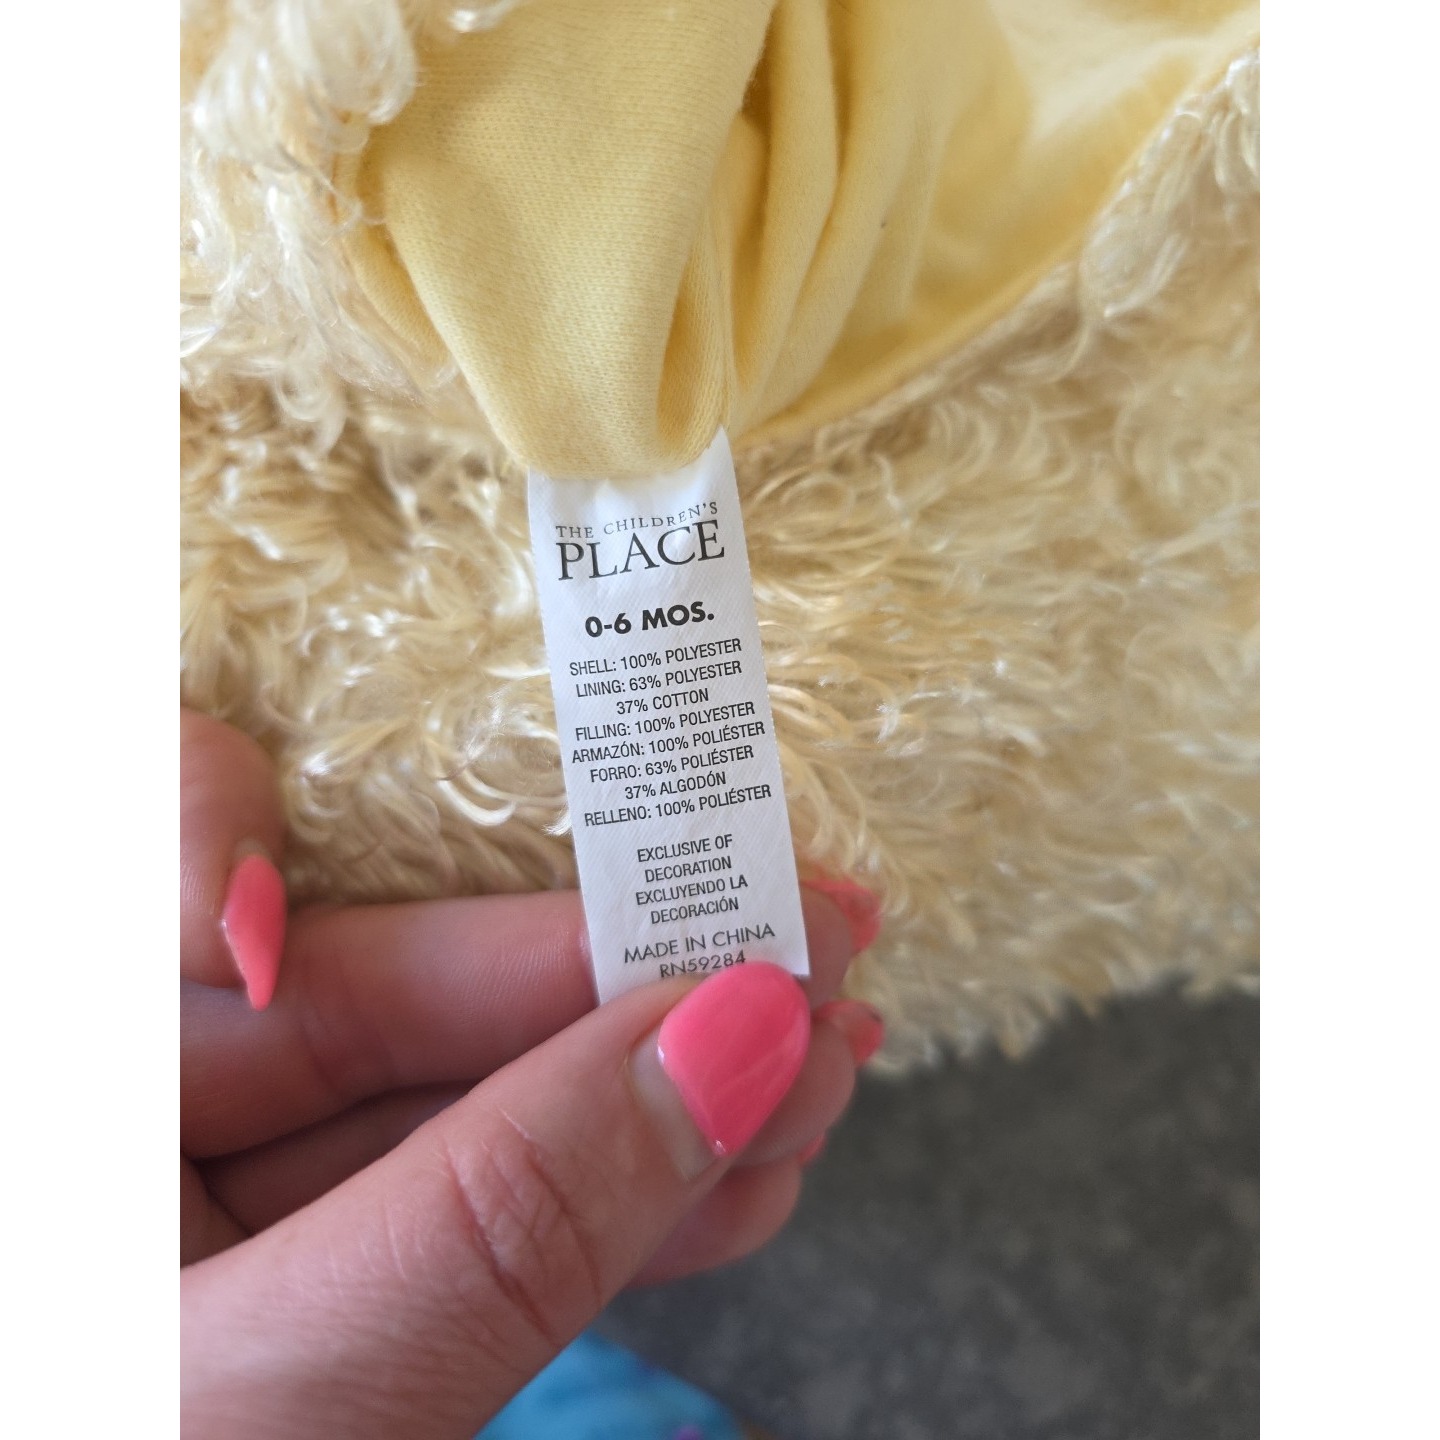 THE CHILDREN'S
PLACE
0-6 MOS.
SHELL: 100% POLYESTER
LINING: 63% POLYESTER
37% COTTON
FILLING: 100% POLYESTER
ARMAZÓN: 100% POLIÉSTER
FORRO: 63% POLIÉSTER
37% ALGODÓN
RELLENO: 100% POLIÉSTER
EXCLUSIVE OF
DECORATION
EXCLUYENDO LA
DECORACIÓN
MADE IN CHINA
RN59284